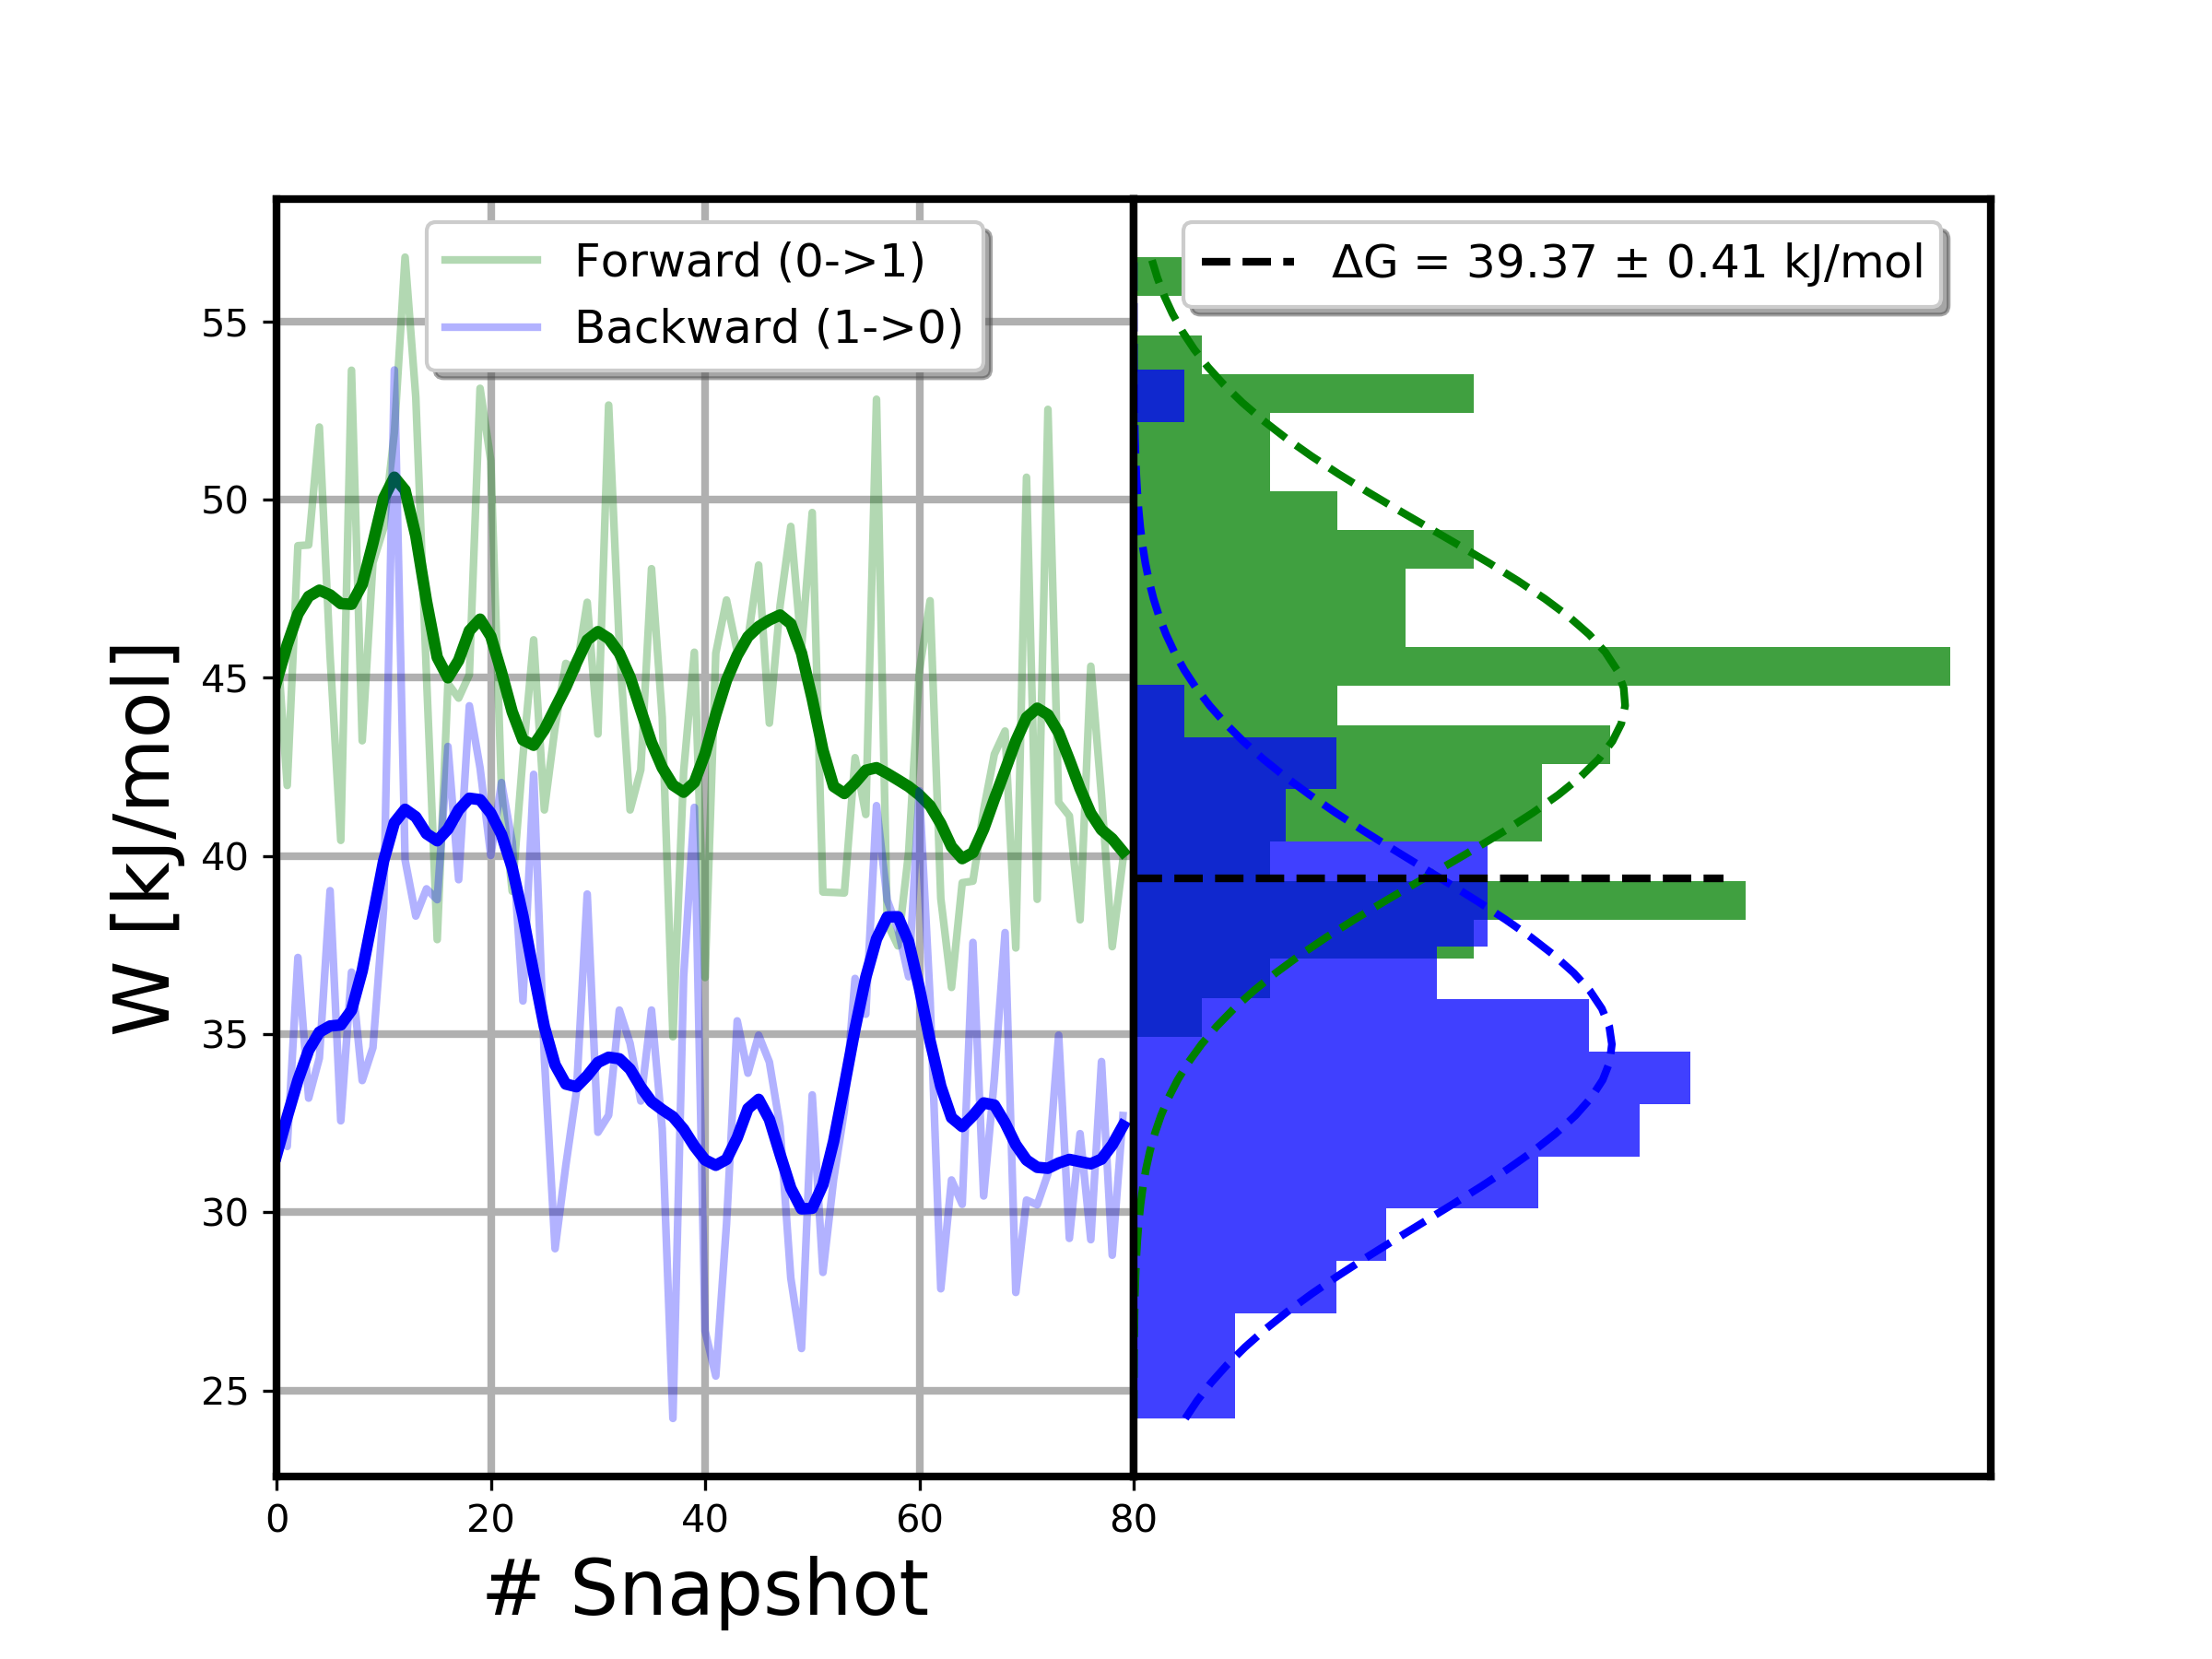 Forward (0->1)
Backward (1->0)
ΔG = 39.37 ± 0.41 kJ/mol
W [kJ/mol]
55
50
45
40
35
30
25
0 20 40 60 80
# Snapshot